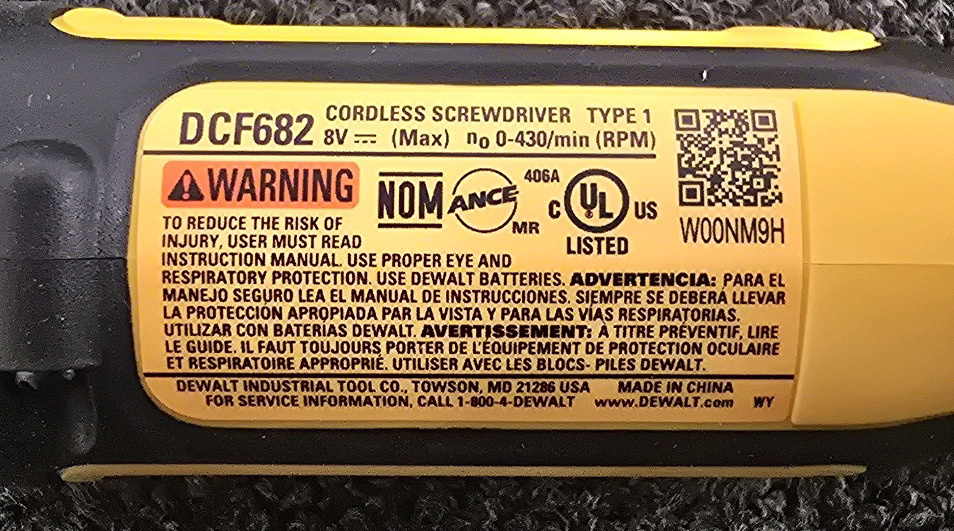 DCF682 CORDLESS SCREWDRIVER TYPE 1
8V ⎓ (Max) n0 0-430/min (RPM)
WARNING
NOM ANCE MR
406A
C UL US
LISTED
W00NM9H
TO REDUCE THE RISK OF
INJURY, USER MUST READ
INSTRUCTION MANUAL. USE PROPER EYE AND
RESPIRATORY PROTECTION. USE DEWALT BATTERIES. ADVERTENCIA: PARA EL
MANEJO SEGURO LEA EL MANUAL DE INSTRUCCIONES. SIEMPRE SE DEBERÁ LLEVAR
LA PROTECCIÓN APROPIADA PARA LA VISTA Y PARA LAS VÍAS RESPIRATORIAS.
UTILIZAR CON BATERÍAS DEWALT. AVERTISSEMENT: À TITRE PRÉVENTIF, LIRE
LE GUIDE. IL FAUT TOUJOURS PORTER DE L'ÉQUIPEMENT DE PROTECTION OCULAIRE
ET RESPIRATOIRE APPROPRIÉ. UTILISER AVEC LES BLOCS- PILES DEWALT.
DEWALT INDUSTRIAL TOOL CO., TOWSON, MD 21286 USA MADE IN CHINA
FOR SERVICE INFORMATION, CALL 1-800-4-DEWALT www.DEWALT.com WY